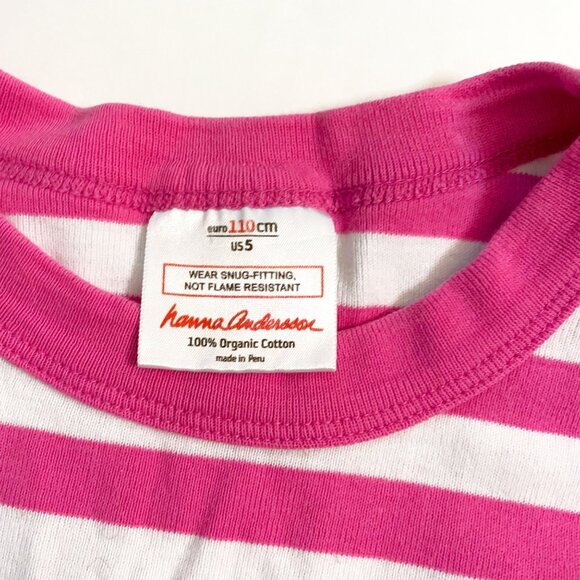 euro 110 cm
US 5
WEAR SNUG-FITTING,
NOT FLAME RESISTANT
hanna andersson
100% Organic Cotton
made in Peru